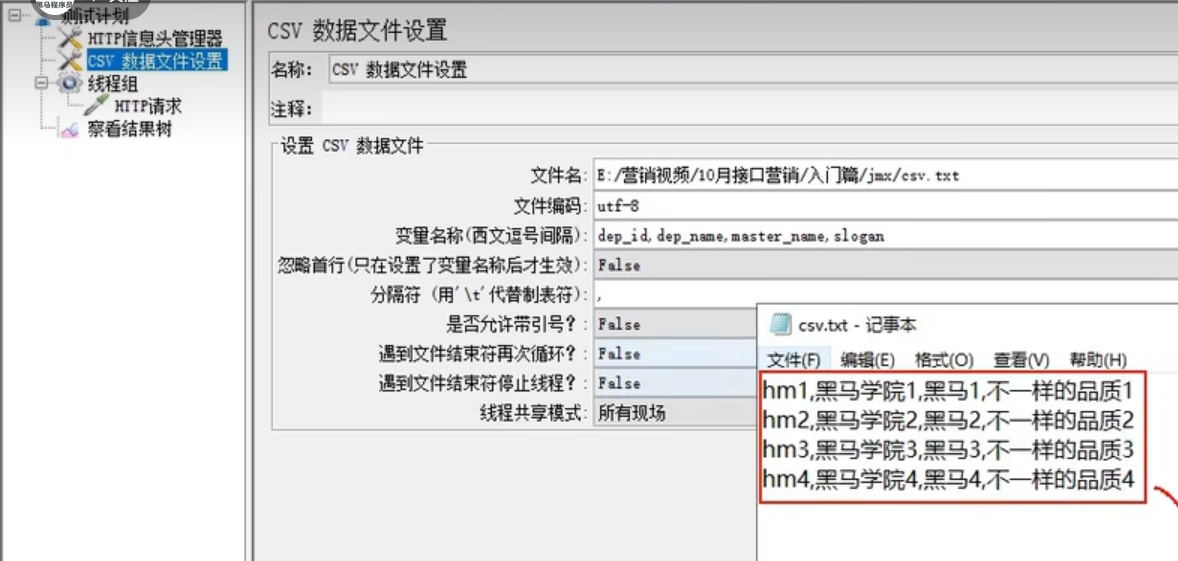 黑马程序员
测试计划
HTTP信息头管理器
CSV 数据文件设置
线程组
HTTP请求
察看结果树
CSV 数据文件设置
名称： CSV 数据文件设置
注释：
设置 CSV 数据文件
文件名： E:/营销视频/10月接口营销/入门篇/jmx/csv.txt
文件编码： utf-8
变量名称(西文逗号间隔)： dep_id,dep_name,master_name,slogan
忽略首行(只在设置了变量名称后才生效)： False
分隔符 (用'\t'代替制表符)： ,
是否允许带引号?： False
遇到文件结束符再次循环?： False
遇到文件结束符停止线程?： False
线程共享模式： 所有现场
csv.txt - 记事本
文件(F) 编辑(E) 格式(O) 查看(V) 帮助(H)
hm1,黑马学院1,黑马1,不一样的品质1
hm2,黑马学院2,黑马2,不一样的品质2
hm3,黑马学院3,黑马3,不一样的品质3
hm4,黑马学院4,黑马4,不一样的品质4